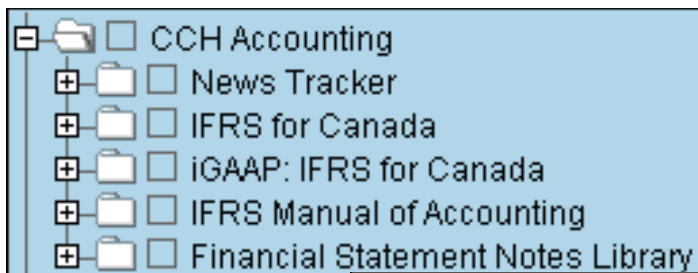 CCH Accounting
News Tracker
IFRS for Canada
iGAAP: IFRS for Canada
IFRS Manual of Accounting
Financial Statement Notes Library